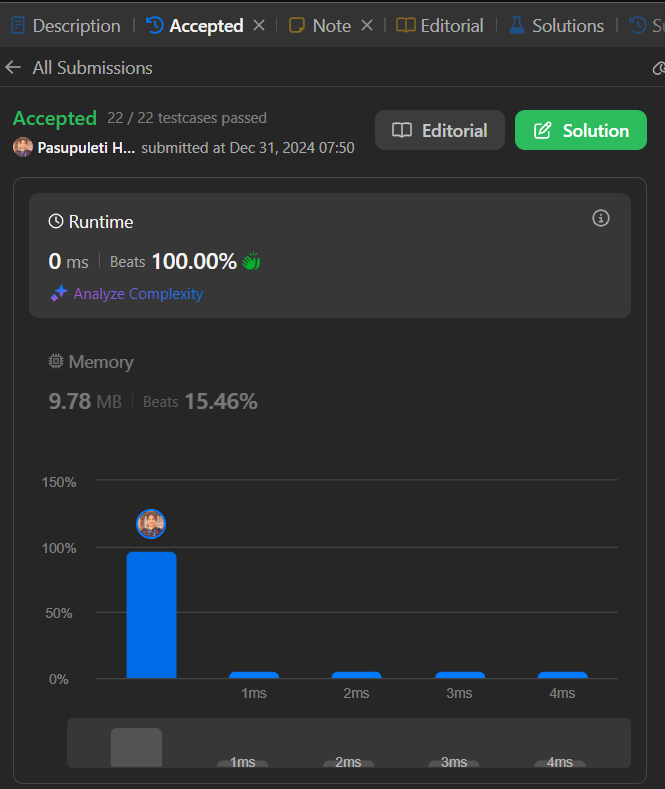 Description | Accepted × | Note × | Editorial | Solutions |
← All Submissions
Accepted 22 / 22 testcases passed
Editorial
Solution
Pasupuleti H... submitted at Dec 31, 2024 07:50
Runtime
0 ms | Beats 100.00%
Analyze Complexity
Memory
9.78 MB | Beats 15.46%
150%
100%
50%
0%
1ms 2ms 3ms 4ms
1ms 2ms 3ms 4ms